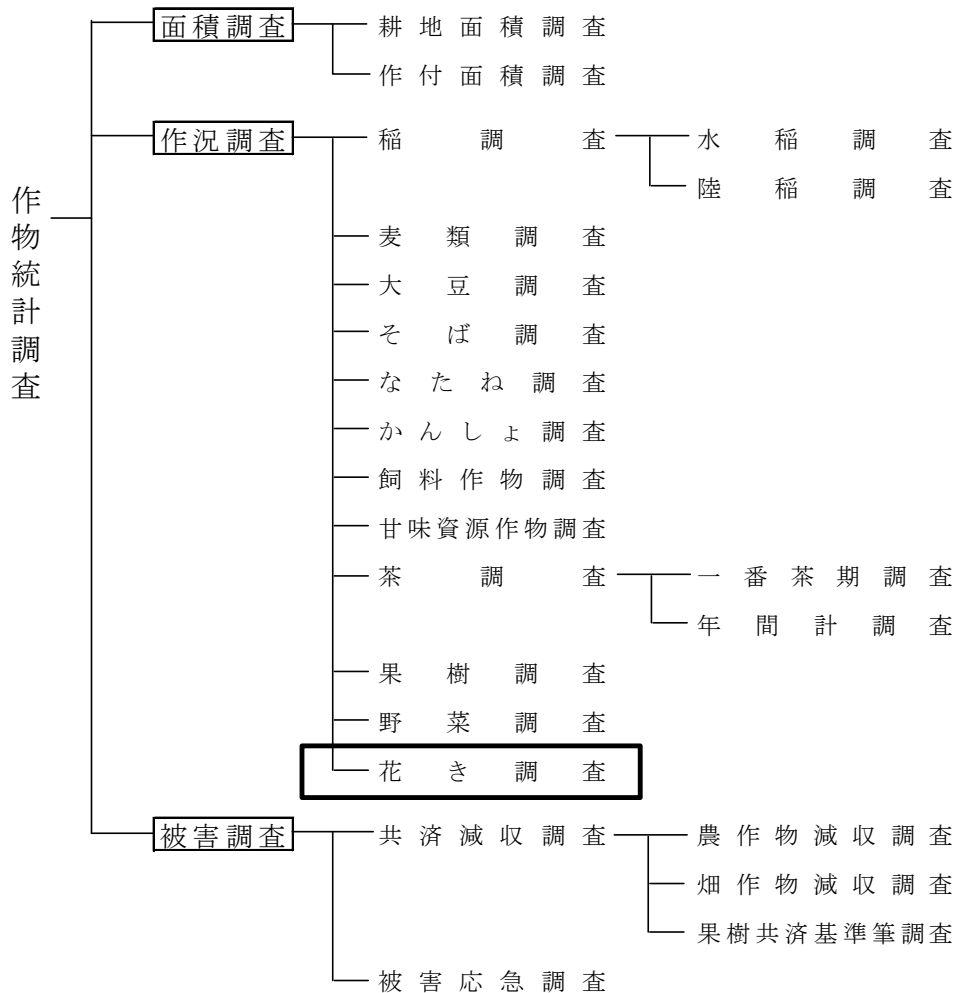 作物統計調査
面積調査
耕地面積調査
作付面積調査
作況調査
稲調査
水稲調査
陸稲調査
麦類調査
大豆調査
そば調査
なたね調査
かんしょ調査
飼料作物調査
甘味資源作物調査
茶調査
一番茶期調査
年間計調査
果樹調査
野菜調査
花き調査
被害調査
共済減収調査
農作物減収調査
畑作物減収調査
果樹共済基準筆調査
被害応急調査